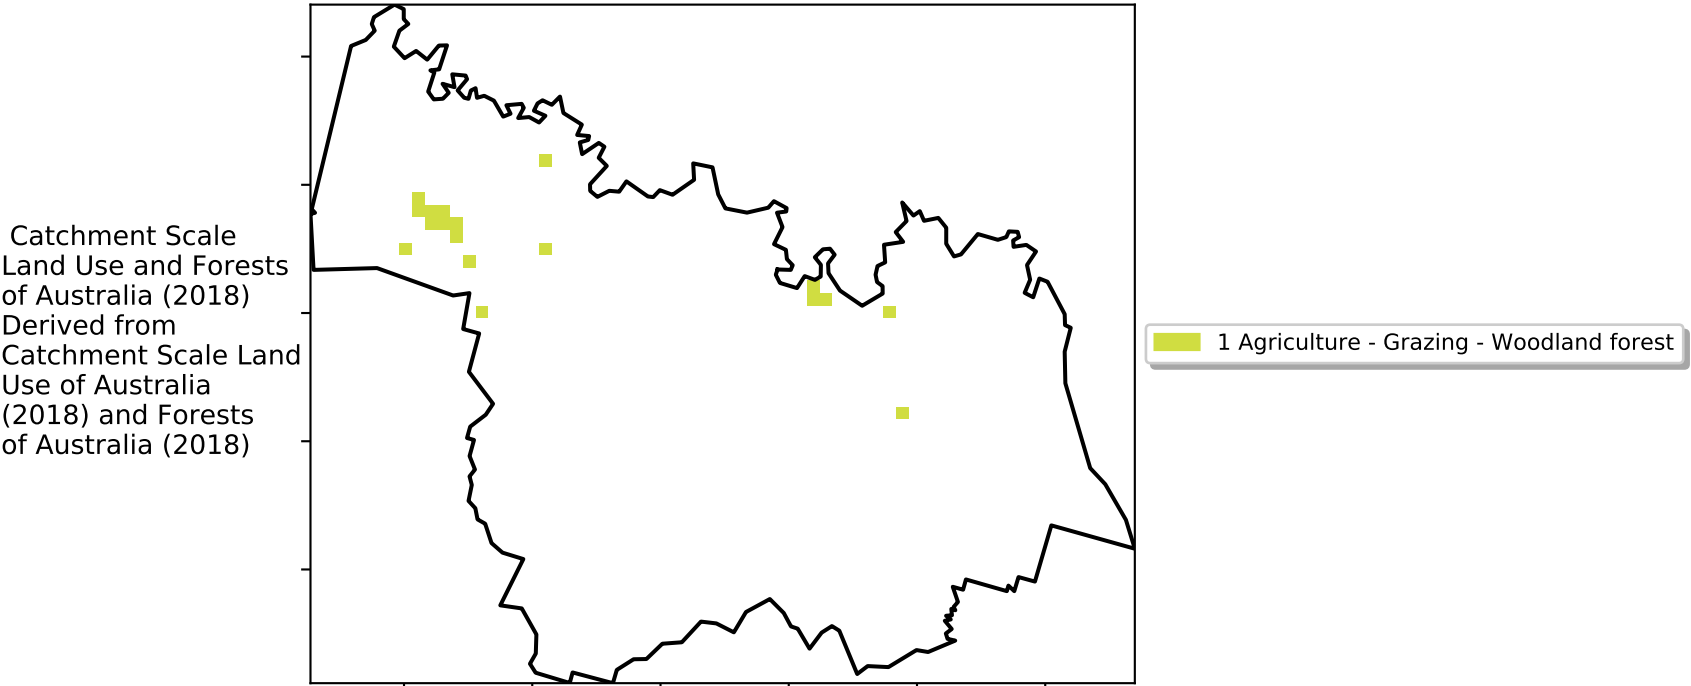 Catchment Scale
Land Use and Forests
of Australia (2018)
Derived from
Catchment Scale Land
Use of Australia
(2018) and Forests
of Australia (2018)
1 Agriculture - Grazing - Woodland forest